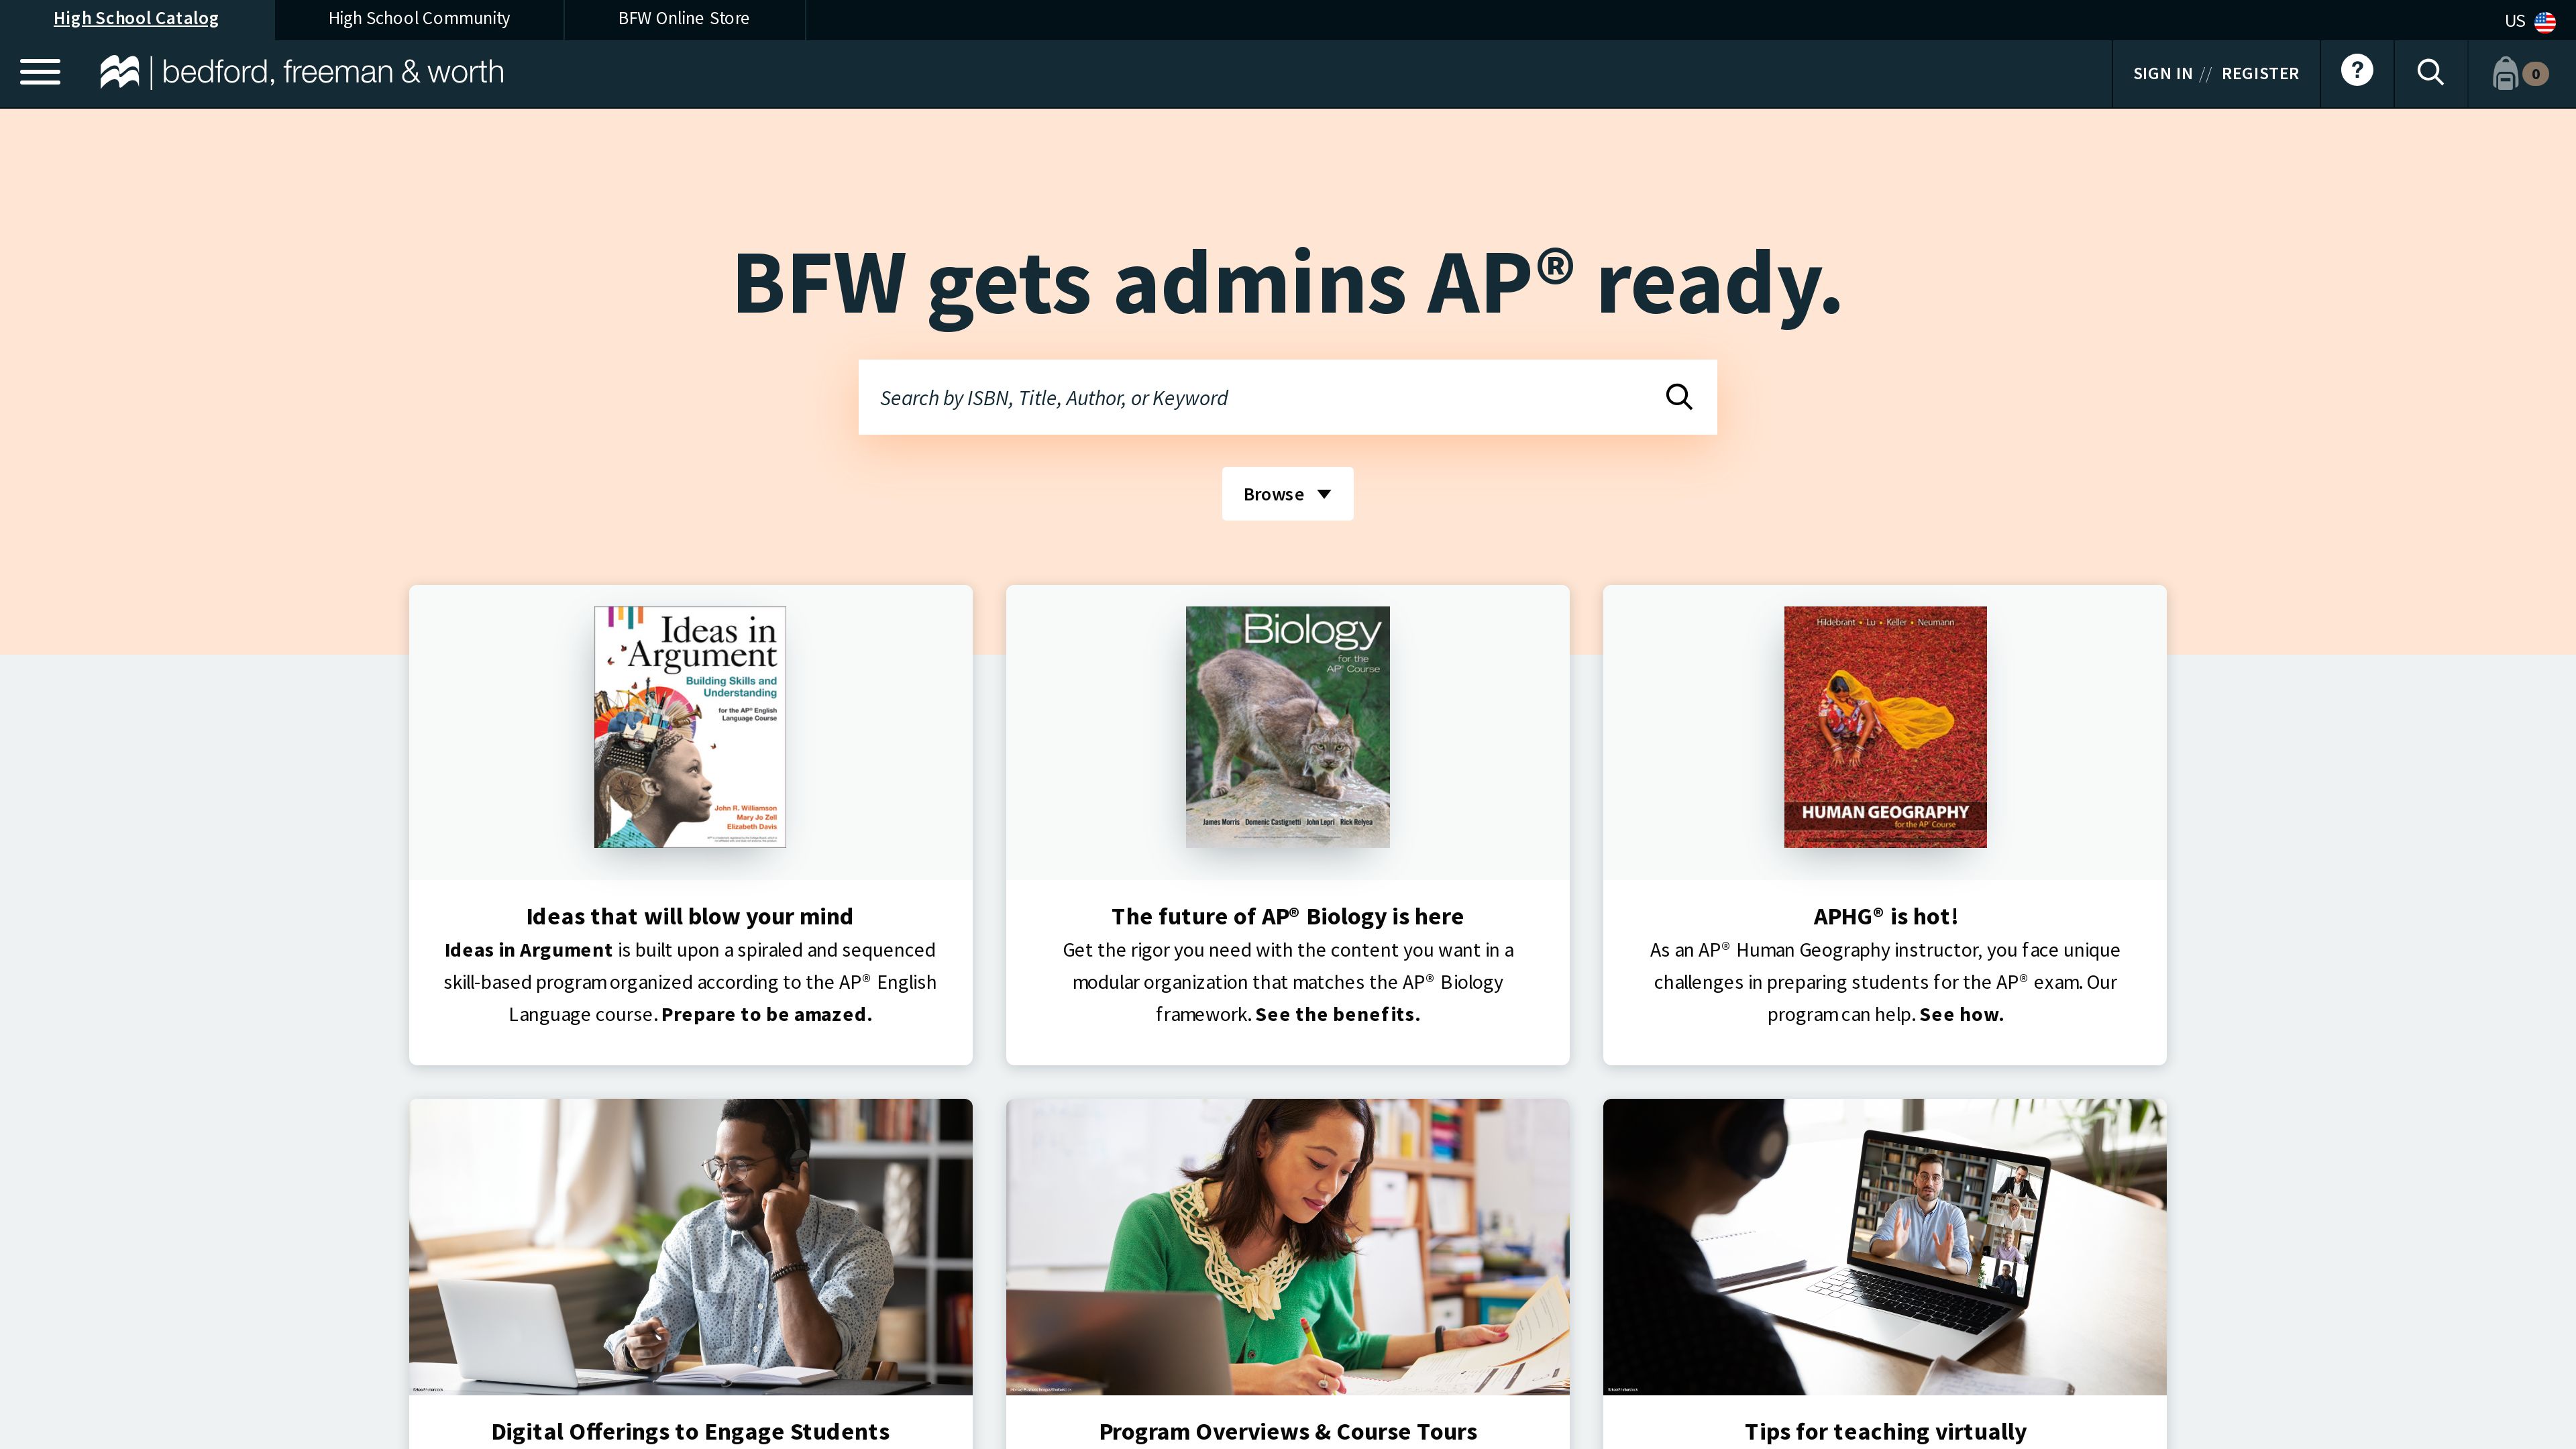 High School Catalog
High School Community
BFW Online Store
US
bedford, freeman & worth
SIGN IN // REGISTER
?
0
BFW gets admins AP® ready.
Search by ISBN, Title, Author, or Keyword
Browse
Ideas in
Argument
Building Skills and
Understanding
for the AP® English
Language Course
John R. Williamson
Mary Jo Zell
Elizabeth Davis
Biology
for the
AP® Course
James Morris Domenic Castignetti John Lepri Rick Relyea
Hildebrant • Lu • Keller • Neumann
HUMAN GEOGRAPHY
for the AP® Course
Ideas that will blow your mind
Ideas in Argument is built upon a spiraled and sequenced
skill-based program organized according to the AP® English
Language course. Prepare to be amazed.
The future of AP® Biology is here
Get the rigor you need with the content you want in a
modular organization that matches the AP® Biology
framework. See the benefits.
APHG® is hot!
As an AP® Human Geography instructor, you face unique
challenges in preparing students for the AP® exam. Our
program can help. See how.
Digital Offerings to Engage Students
Program Overviews & Course Tours
Tips for teaching virtually